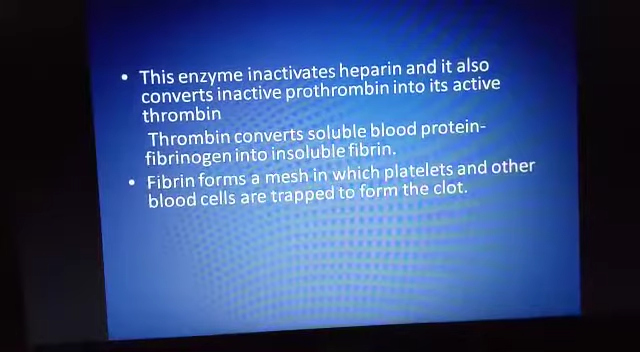 • This enzyme inactivates heparin and it also
converts inactive prothrombin into its active
thrombin
Thrombin converts soluble blood protein-
fibrinogen into insoluble fibrin.
• Fibrin forms a mesh in which platelets and other
blood cells are trapped to form the clot.